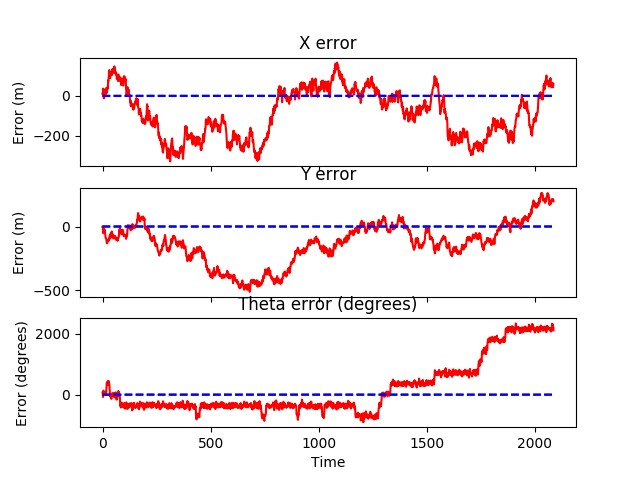 X error
Error (m)
0
−200
Y error
Error (m)
0
−500
Theta error (degrees)
Error (degrees)
2000
0
0 500 1000 1500 2000
Time